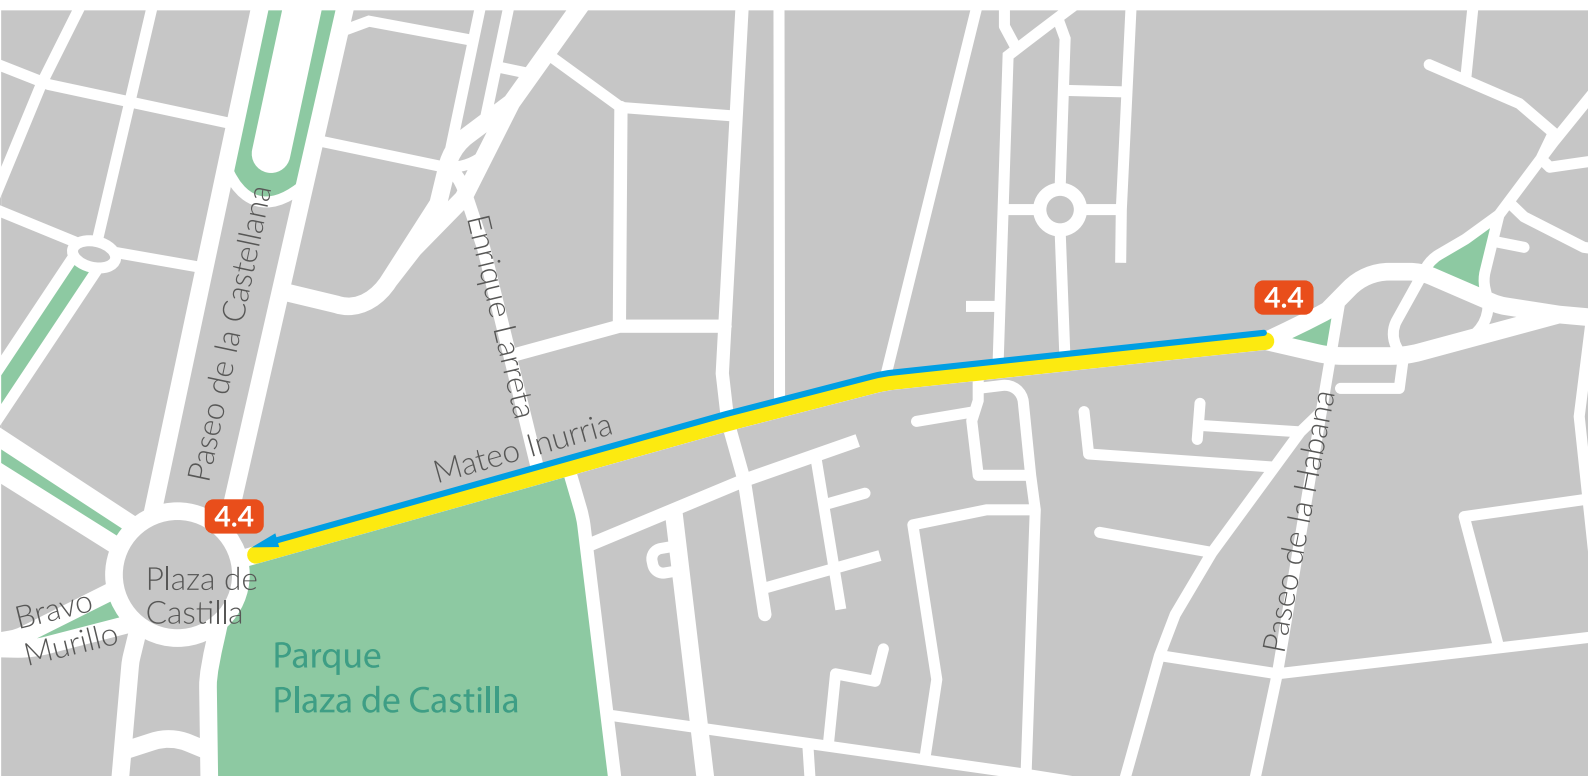 Paseo de la Castellana
Enrique Larreta
Mateo Inurria
4.4
4.4
Paseo de la Habana
Plaza de
Castilla
Bravo
Murillo
Parque
Plaza de Castilla